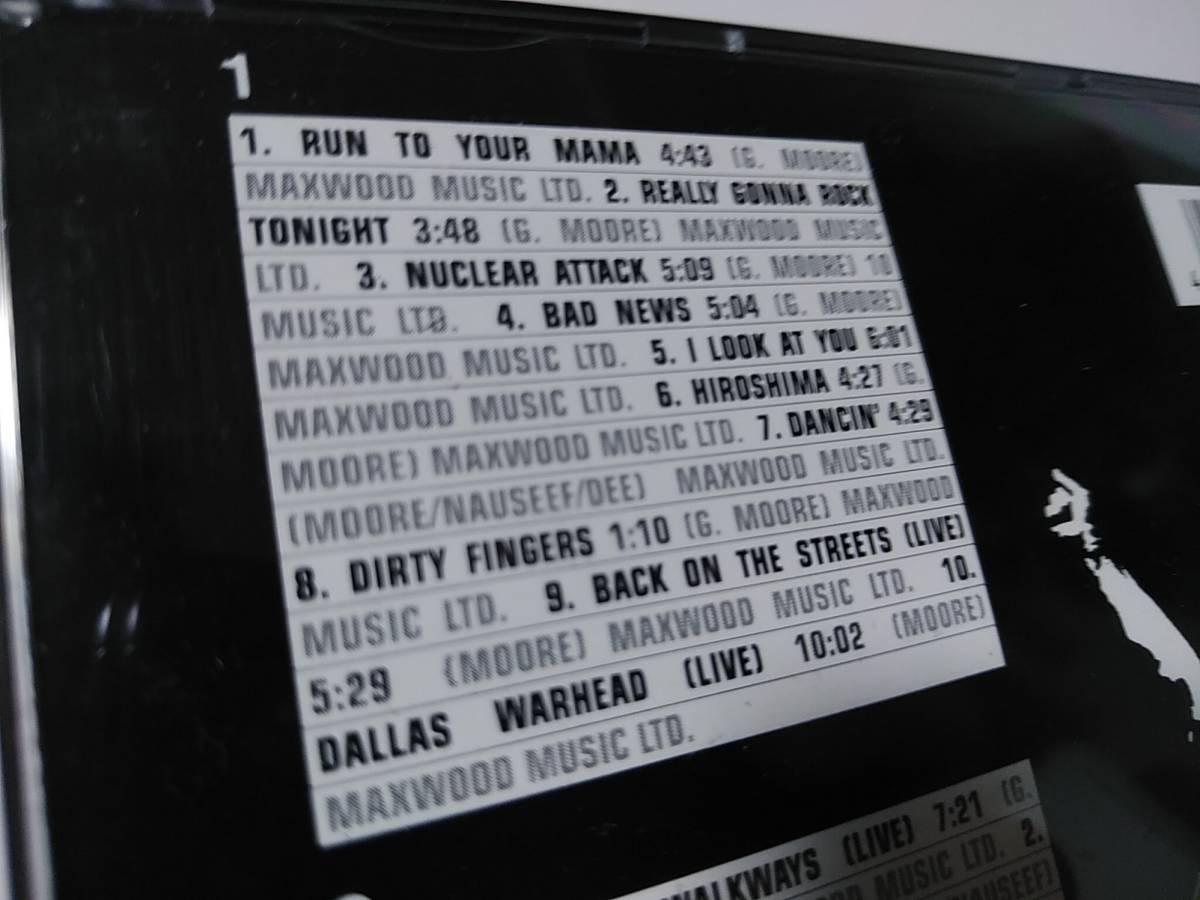 1
1. RUN TO YOUR MAMA 4:43 (G. MOORE)
MAXWOOD MUSIC LTD. 2. REALLY GONNA ROCK
TONIGHT 3:48 (G. MOORE) MAXWOOD MUSIC
LTD. 3. NUCLEAR ATTACK 5:09 (G. MOORE) 10
MUSIC LTD. 4. BAD NEWS 5:04 (G. MOORE)
MAXWOOD MUSIC LTD. 5. I LOOK AT YOU 6:01
MAXWOOD MUSIC LTD. 6. HIROSHIMA 4:27 (G.
MOORE) MAXWOOD MUSIC LTD. 7. DANCIN' 4:29
(MOORE/NAUSEEF/DEE) MAXWOOD MUSIC LTD.
8. DIRTY FINGERS 1:10 (G. MOORE) MAXWOOD
MUSIC LTD. 9. BACK ON THE STREETS (LIVE)
5:29 (MOORE) MAXWOOD MUSIC LTD. 10.
DALLAS WARHEAD (LIVE) 10:02 (MOORE)
MAXWOOD MUSIC LTD.
(LIVE) 7:21 (G.
MUSIC LTD. 2.